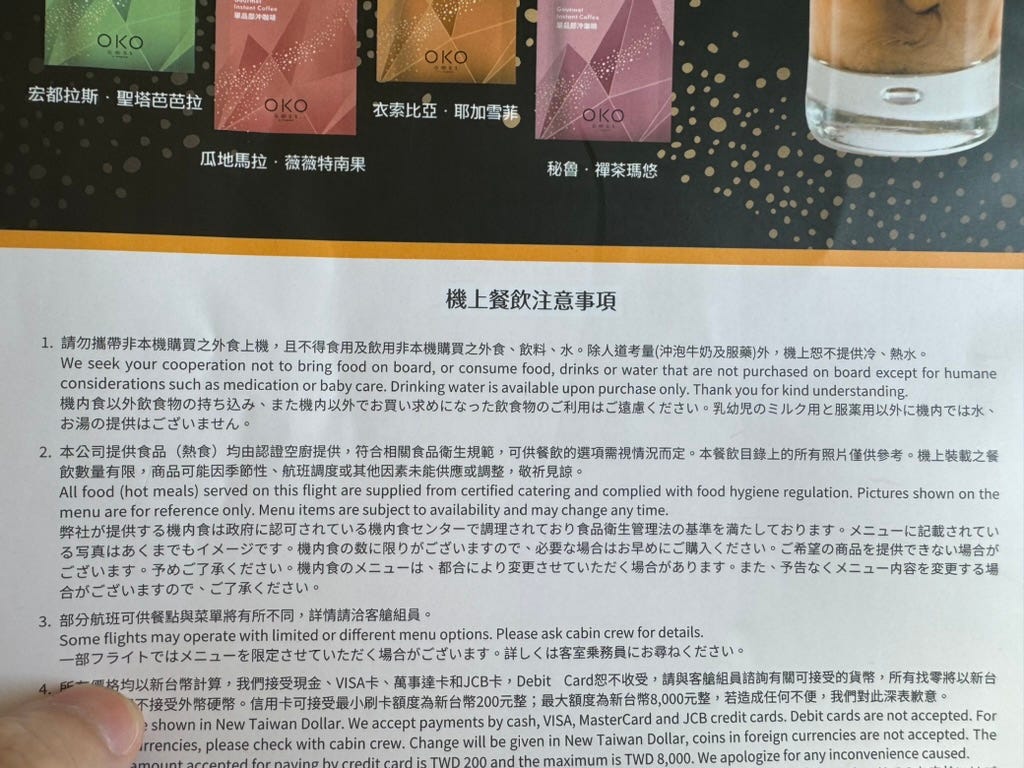 Gourmet
Instant Coffee
單品即沖咖啡
Gourmet
Instant Coffee
單品即沖咖啡
OKO
OKO
OKO
OKO
宏都拉斯・聖塔芭芭拉
瓜地馬拉・薇薇特南果
衣索比亞・耶加雪菲
秘魯・禪茶瑪悠
機上餐飲注意事項
1. 請勿攜帶非本機購買之外食上機,且不得食用及飲用非本機購買之外食、飲料、水。除人道考量(沖泡牛奶及服藥)外,機上恕不提供冷、熱水。
We seek your cooperation not to bring food on board, or consume food, drinks or water that are not purchased on board except for humane
considerations such as medication or baby care. Drinking water is available upon purchase only. Thank you for kind understanding.
機内食以外飲食物の持ち込み、また機内以外でお買い求めになった飲食物のご利用はご遠慮ください。乳幼児のミルク用と服薬用以外に機内では水、
お湯の提供はございません。
2. 本公司提供食品(熱食)均由認證空廚提供,符合相關食品衛生規範,可供餐飲的選項需視情況而定。本餐飲目錄上的所有照片僅供參考。機上裝載之餐
飲數量有限,商品可能因季節性、航班調度或其他因素未能供應或調整,敬祈見諒。
All food (hot meals) served on this flight are supplied from certified catering and complied with food hygiene regulation. Pictures shown on the
menu are for reference only. Menu items are subject to availability and may change any time.
弊社が提供する機内食は政府に認可されている機内食センターで調理されており食品衛生管理法の基準を満たしております。メニューに記載されてい
る写真はあくまでもイメージです。機内食の数に限りがございますので、必要な場合はお早めにご購入ください。ご希望の商品を提供できない場合が
ございます。予めご了承ください。機内食のメニューは、都合により変更させていただく場合があります。また、予告なくメニュー内容を変更する場
合がございますので、ご了承ください。
3. 部分航班可供餐點與菜單將有所不同,詳情請洽客艙組員。
Some flights may operate with limited or different menu options. Please ask cabin crew for details.
一部フライトではメニューを限定させていただく場合がございます。詳しくは客室乗務員にお尋ねください。
4. 所有價格均以新台幣計算,我們接受現金、VISA卡、萬事達卡和JCB卡,Debit Card恕不收受,請與客艙組員諮詢有關可接受的貨幣,所有找零將以新台
不接受外幣硬幣。信用卡可接受最小刷卡額度為新台幣200元整;最大額度為新台幣8,000元整,若造成任何不便,我們對此深表歉意。
shown in New Taiwan Dollar. We accept payments by cash, VISA, MasterCard and JCB credit cards. Debit cards are not accepted. For
rrencies, please check with cabin crew. Change will be given in New Taiwan Dollar, coins in foreign currencies are not accepted. The
amount accepted for paying by credit card is TWD 200 and the maximum is TWD 8,000. We apologize for any inconvenience caused.